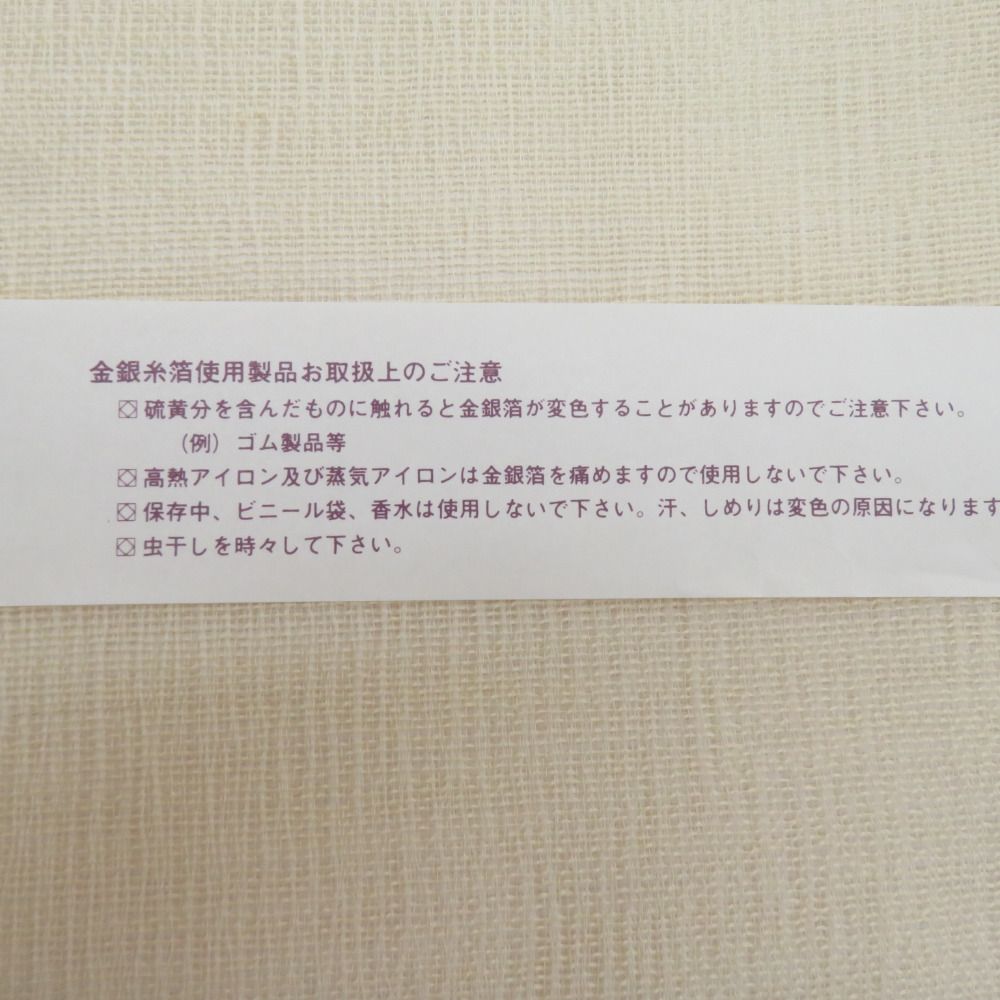 金銀糸箔使用製品お取扱上のご注意
硫黄分を含んだものに触れると金銀箔が変色することがありますのでご注意下さい。
（例）ゴム製品等
高熱アイロン及び蒸気アイロンは金銀箔を痛めますので使用しないで下さい。
保存中、ビニール袋、香水は使用しないで下さい。汗、しめりは変色の原因になります
虫干しを時々して下さい。